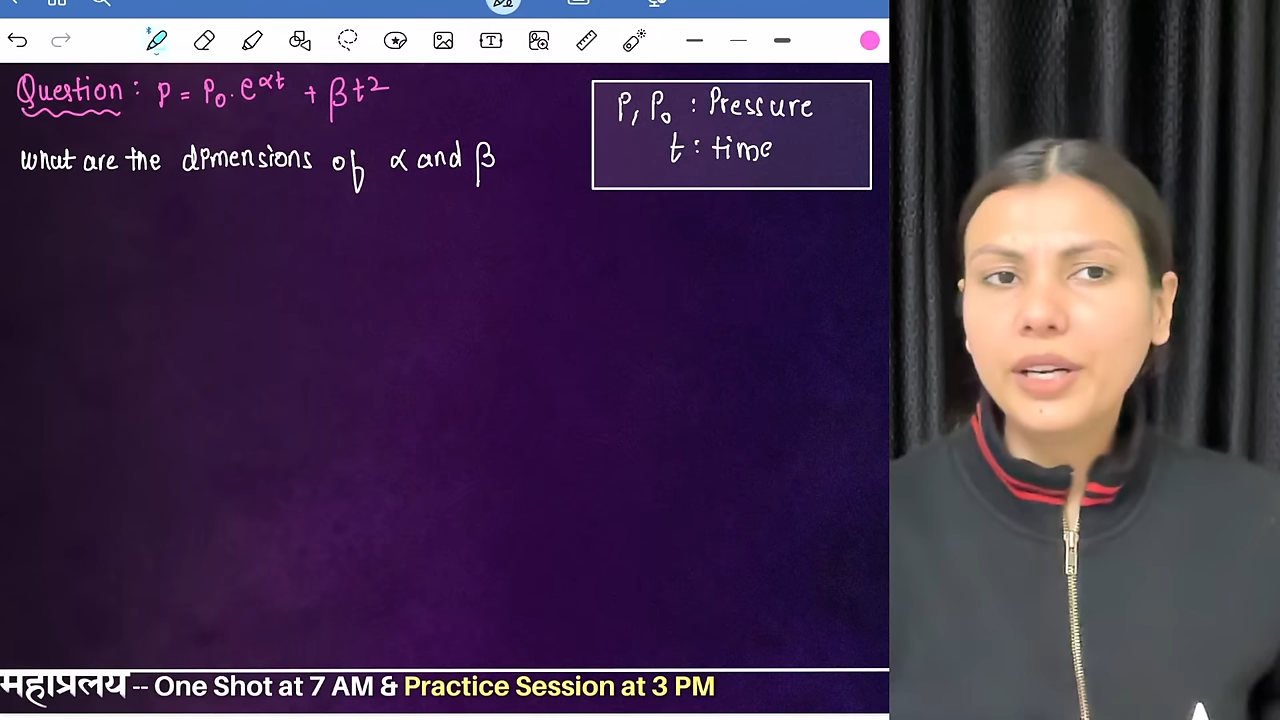 Question : P = P₀. e^αt + βt²
P, P₀ : Pressure
t : time
what are the dimensions of α and β
महाप्रलय -- One Shot at 7 AM & Practice Session at 3 PM